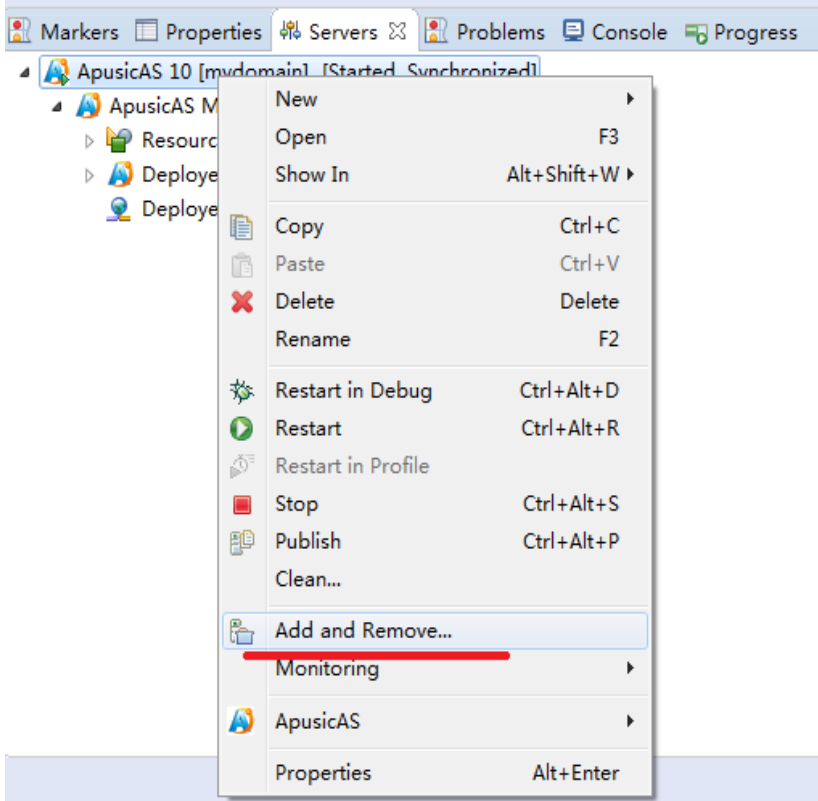 Markers Properties Servers Problems Console Progress
ApusicAS 10 [mydomain] [Started, Synchronized]
ApusicAS M
Resourc
Deploye
Deploye
New
Open F3
Show In Alt+Shift+W
Copy Ctrl+C
Paste Ctrl+V
Delete Delete
Rename F2
Restart in Debug Ctrl+Alt+D
Restart Ctrl+Alt+R
Restart in Profile
Stop Ctrl+Alt+S
Publish Ctrl+Alt+P
Clean...
Add and Remove...
Monitoring
ApusicAS
Properties Alt+Enter